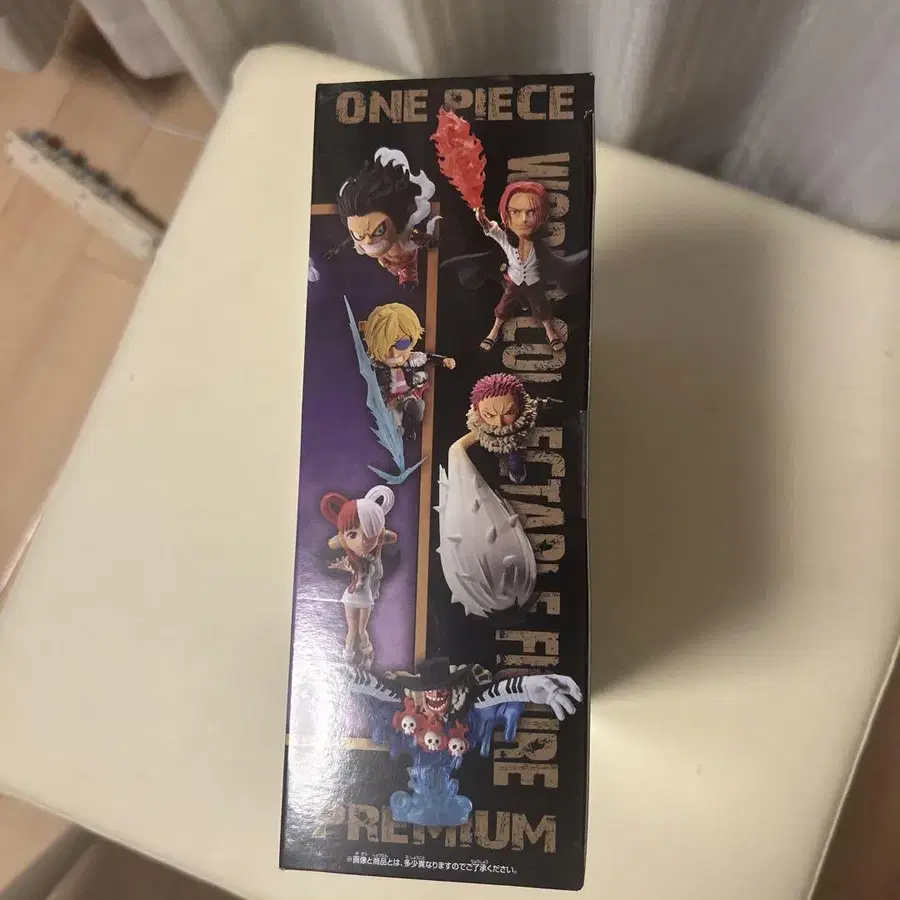 ONE PIECE
WORLD COLLECTABLE FIGURE
PREMIUM
※画像と商品とは、多少異なりますのでご了承ください。